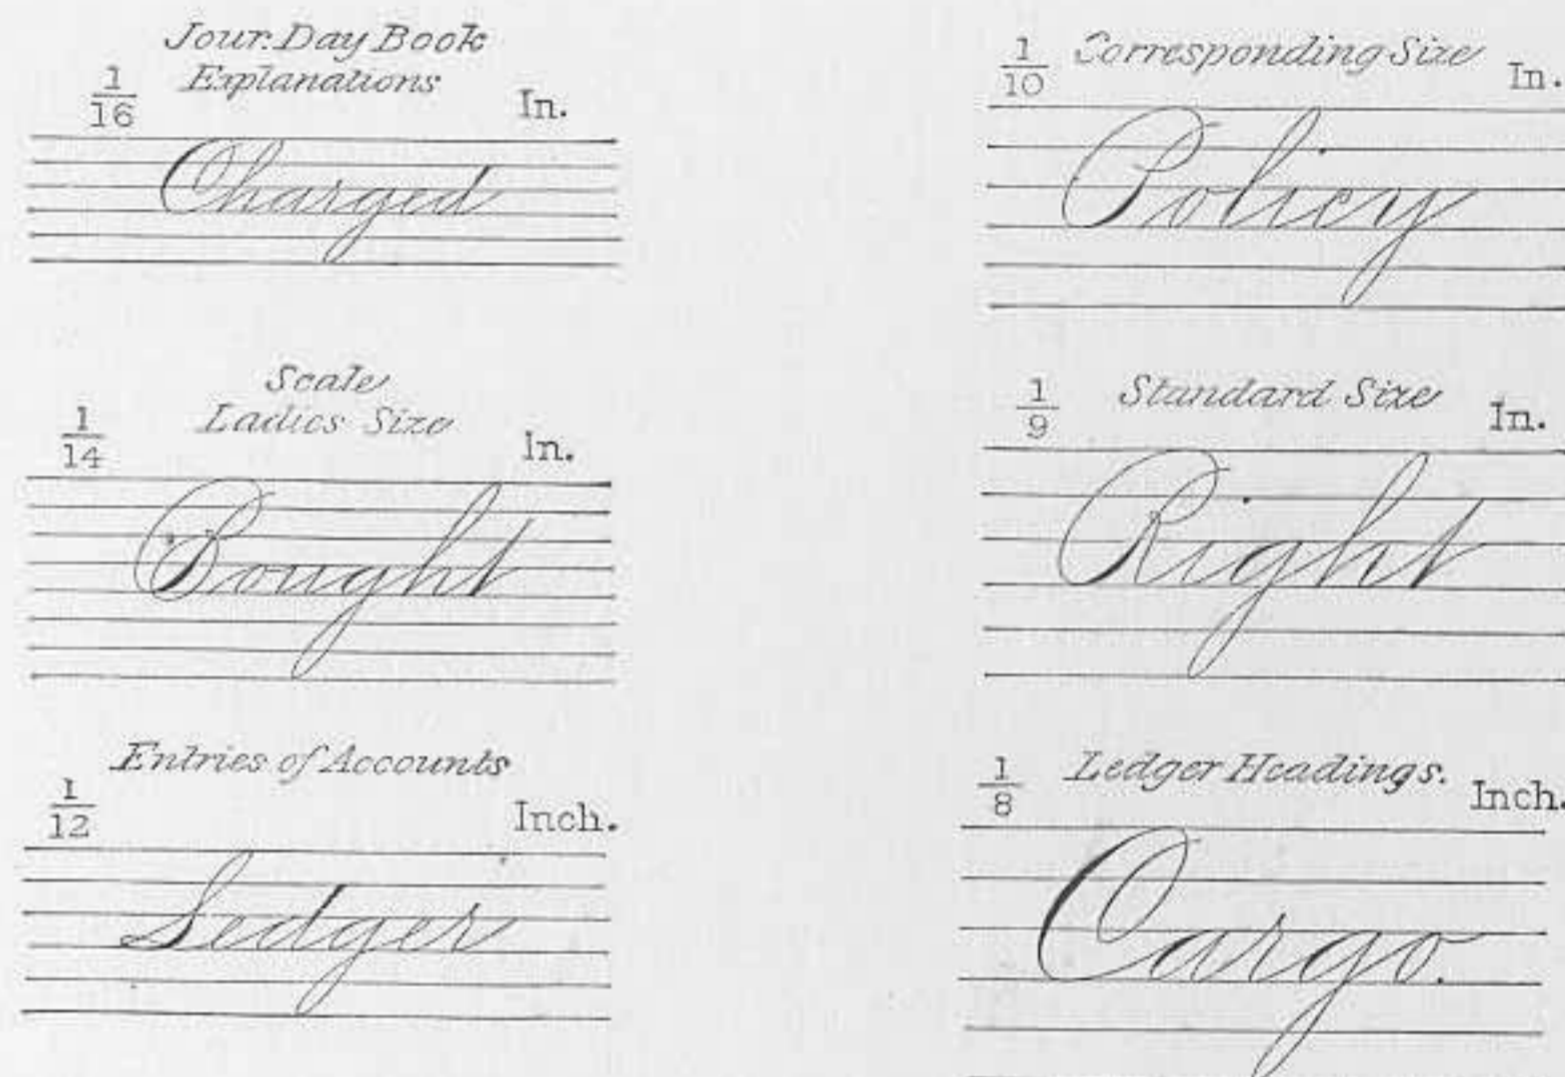 Jour. Day Book
Explanations
1/16 In.
Charged
Scale
Ladies Size
1/14 In.
Bought
Entries of Accounts
1/12 Inch.
Ledger
Corresponding Size
1/10 In.
Policy
Standard Size
1/9 In.
Right
Ledger Headings.
1/8 Inch.
Cargo.